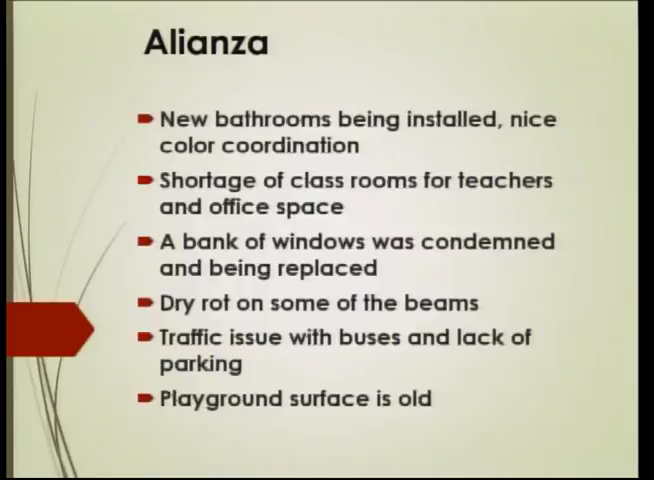 Alianza
New bathrooms being installed, nice
color coordination
Shortage of class rooms for teachers
and office space
A bank of windows was condemned
and being replaced
Dry rot on some of the beams
Traffic issue with buses and lack of
parking
Playground surface is old